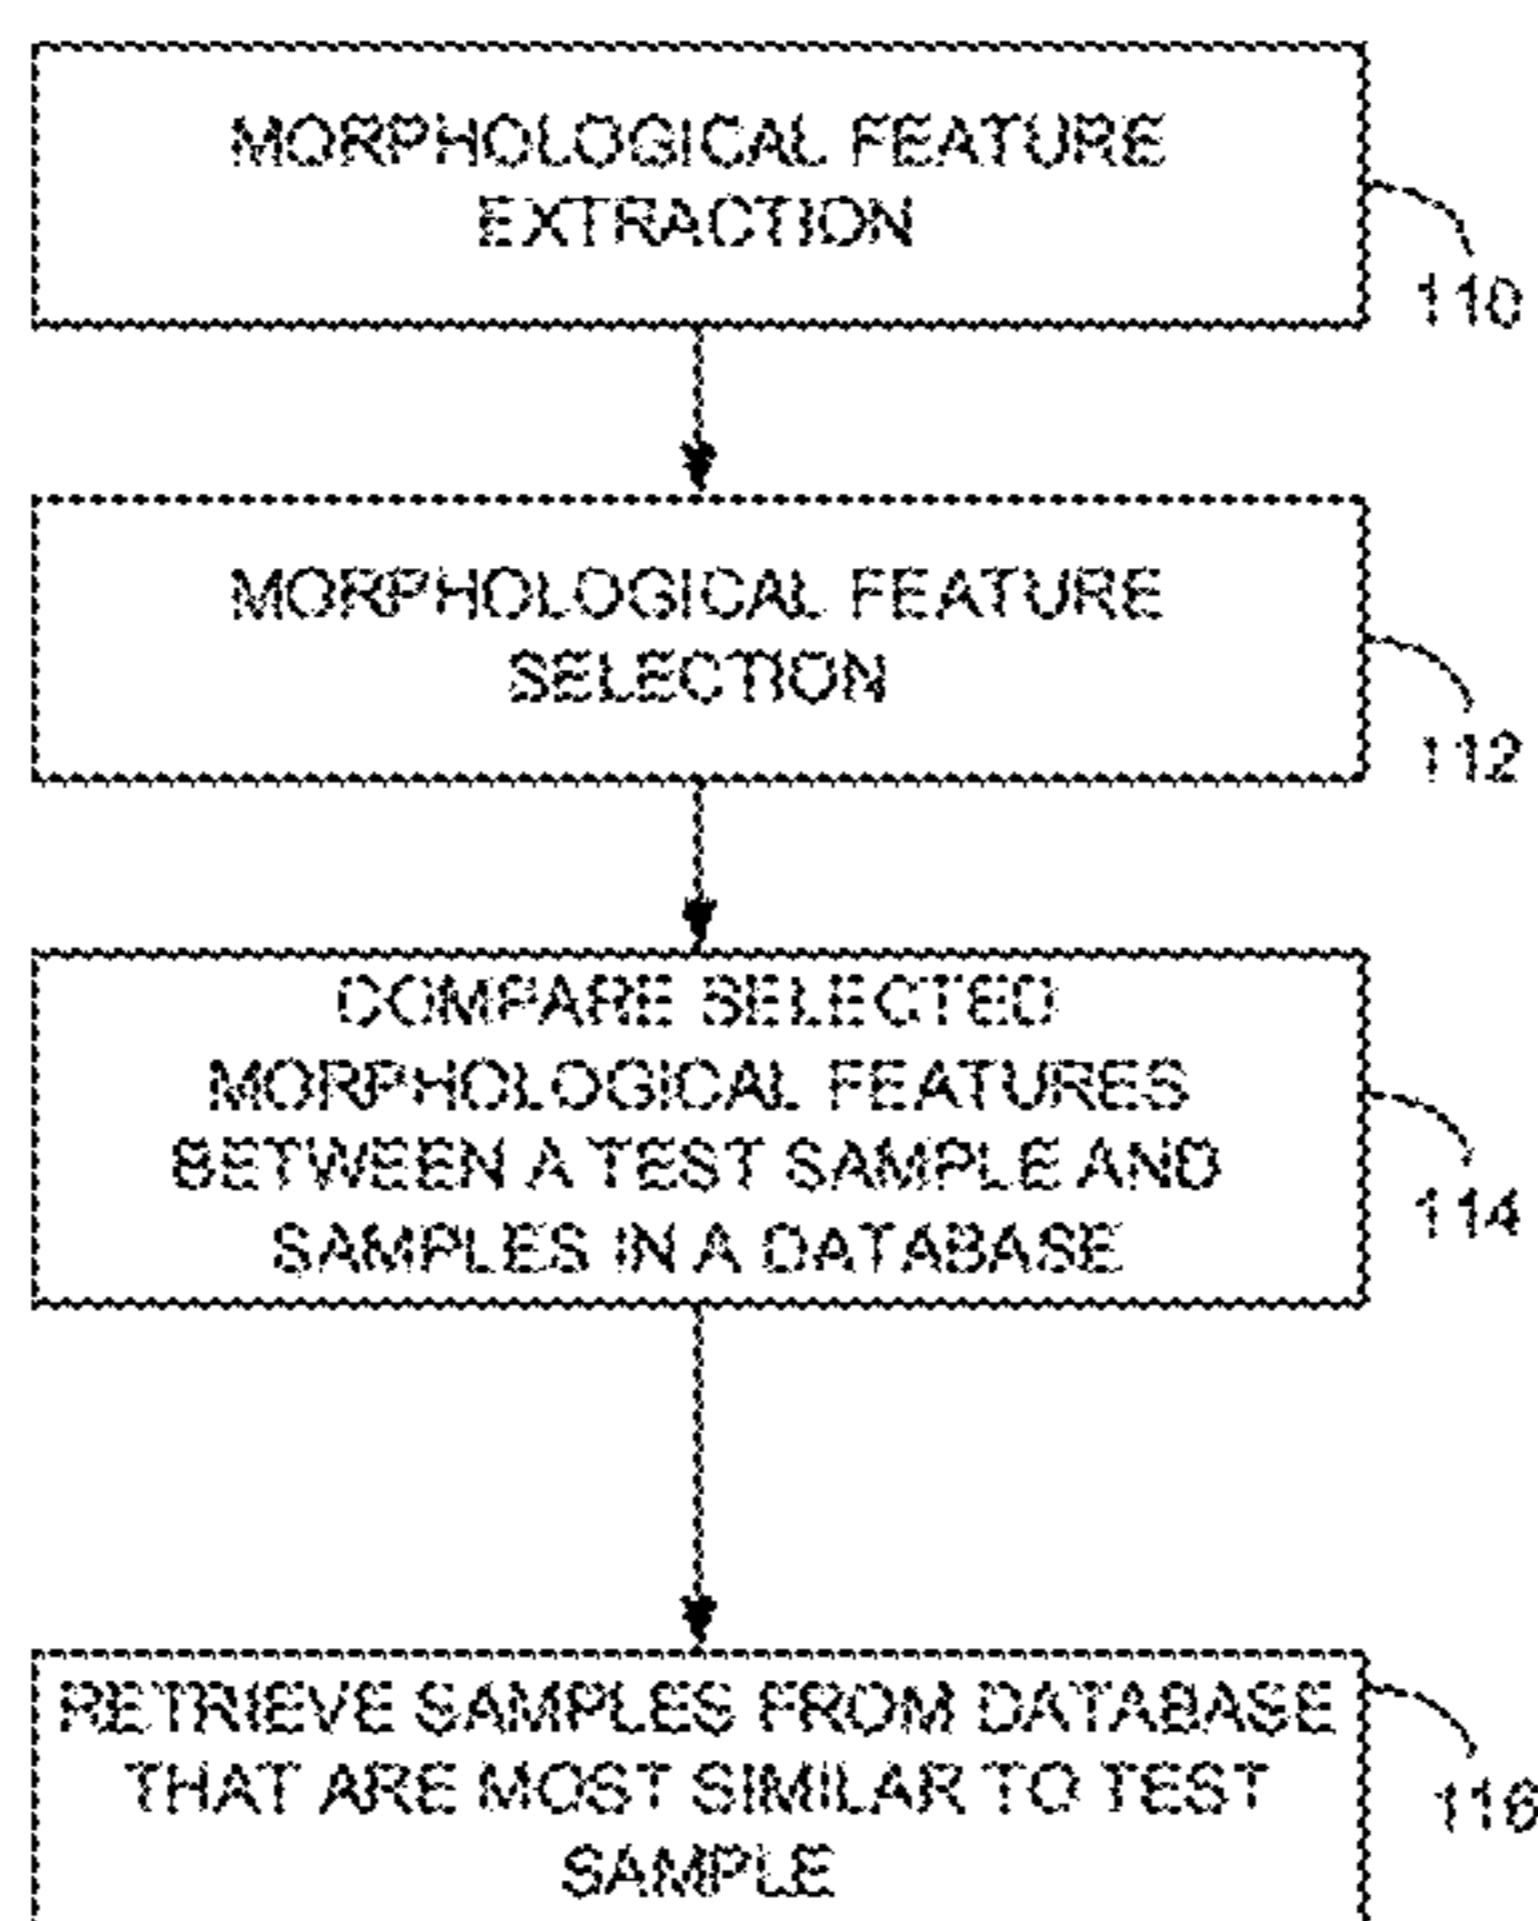 MORPHOLOGICAL FEATURE
EXTRACTION
110
MORPHOLOGICAL FEATURE
SELECTION
112
COMPARE SELECTED
MORPHOLOGICAL FEATURES
BETWEEN A TEST SAMPLE AND
SAMPLES IN A DATABASE
114
RETRIEVE SAMPLES FROM DATABASE
THAT ARE MOST SIMILAR TO TEST
SAMPLE
116